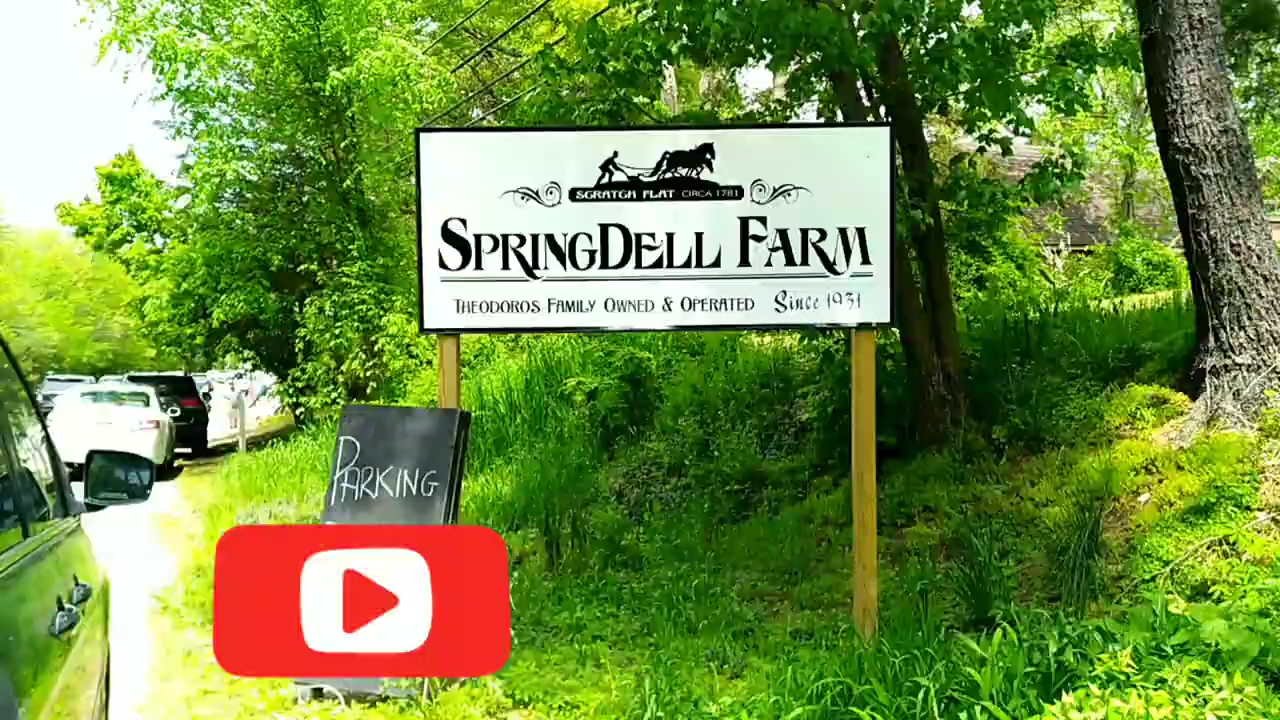 SCRATCH FLAT CIRCA 1781
SPRINGDELL FARM
THEODOROS FAMILY OWNED & OPERATED Since 1931
PARKING